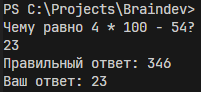 PS C:\Projects\Braindev>
Чему равно 4 * 100 - 54?
23
Правильный ответ: 346
Ваш ответ: 23